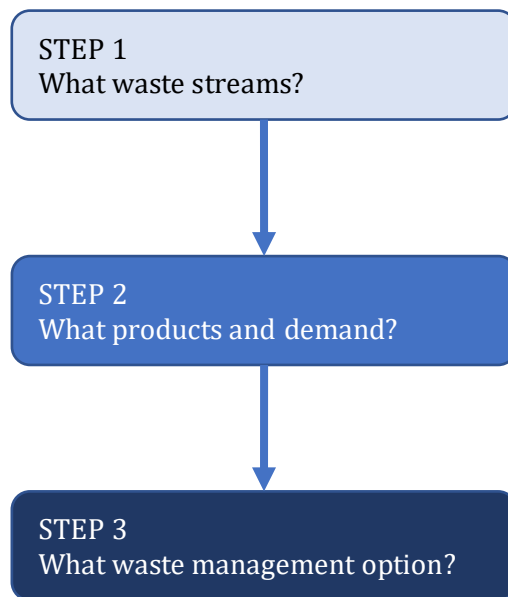 STEP 1
What waste streams?
STEP 2
What products and demand?
STEP 3
What waste management option?